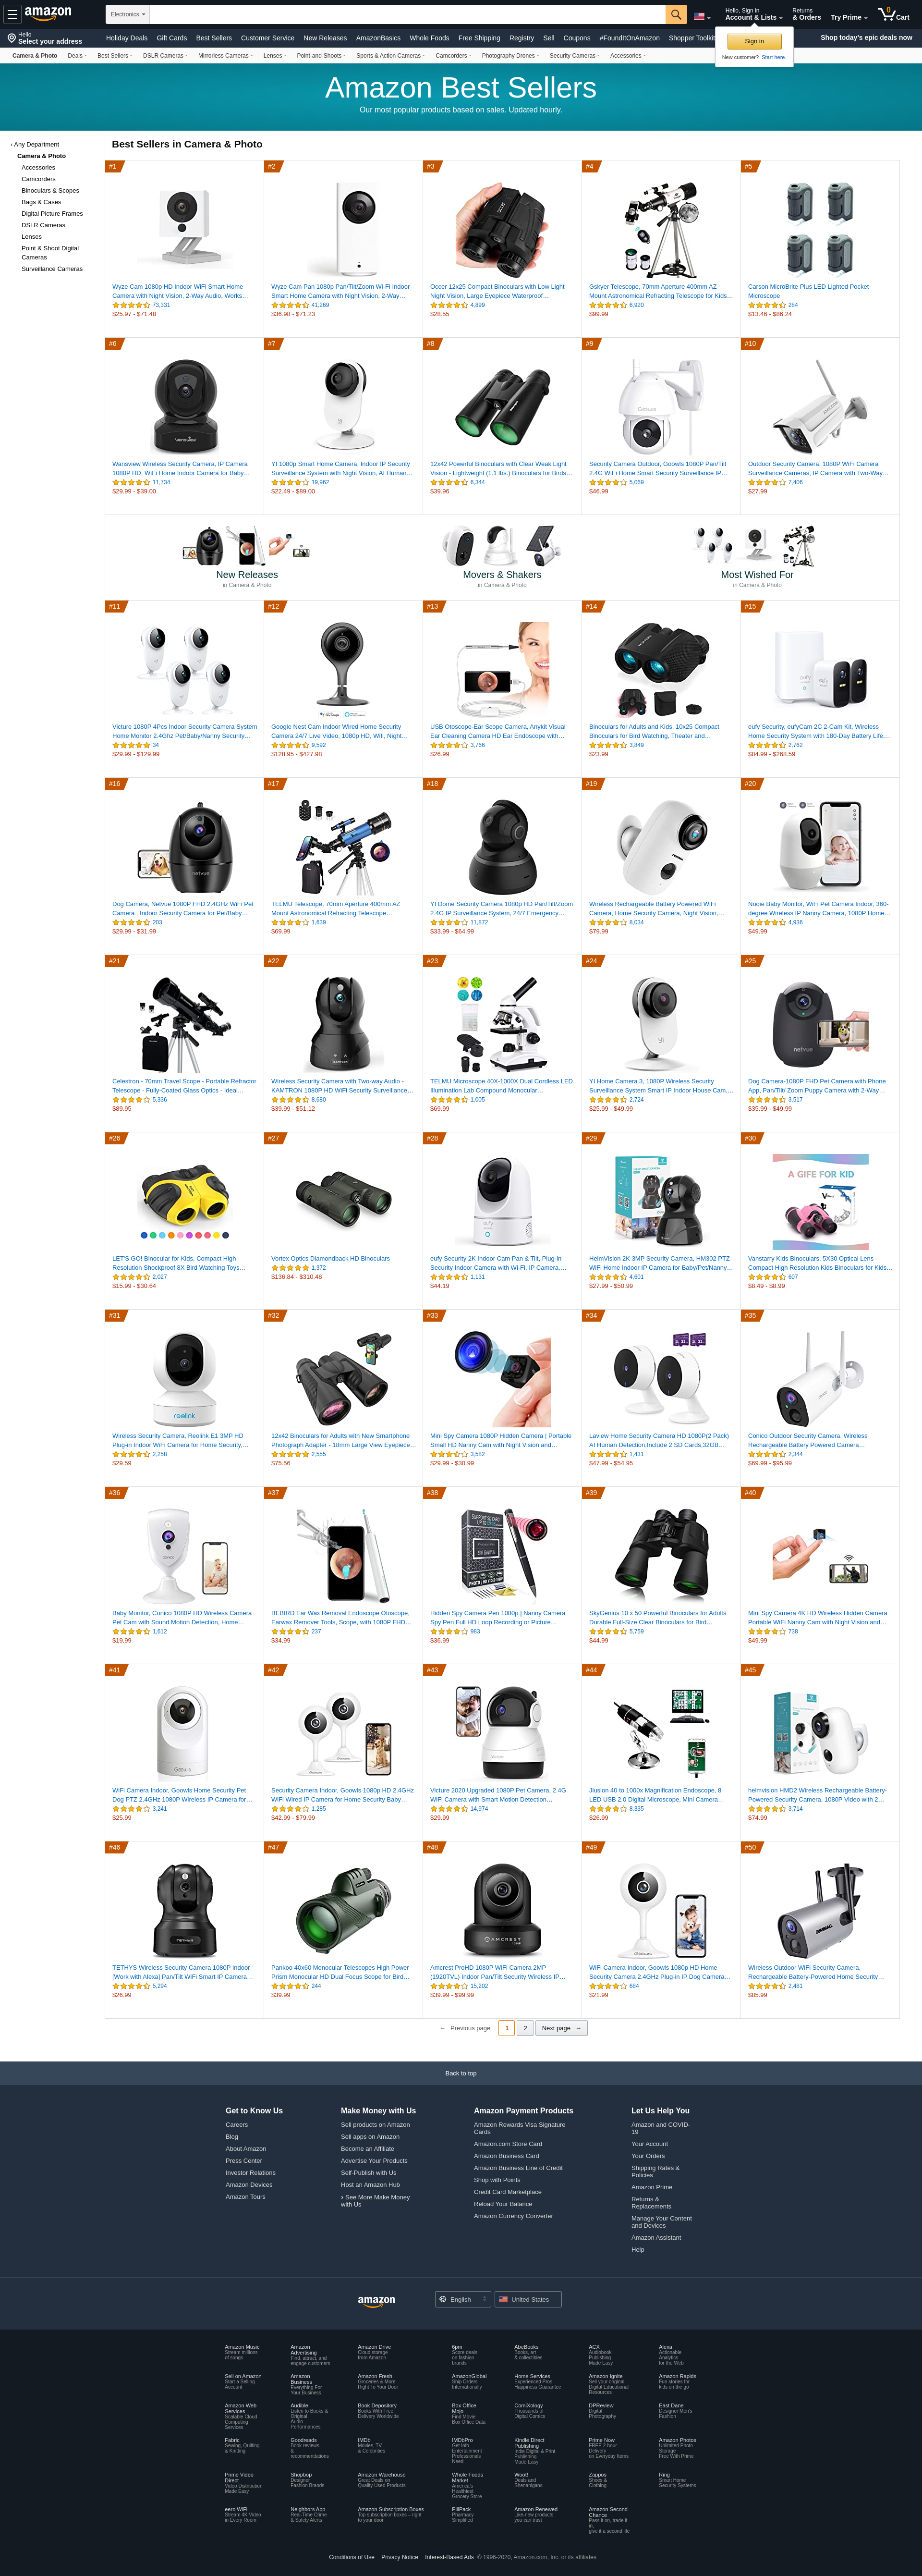 amazon
Electronics
Hello, Sign in
Account & Lists
Returns
& Orders
Try Prime
0
Cart
Hello
Select your address
Holiday Deals Gift Cards Best Sellers Customer Service New Releases AmazonBasics Whole Foods Free Shipping Registry Sell Coupons #FoundItOnAmazon Shopper Toolkit
Shop today's epic deals now
Sign in
New customer? Start here.
Camera & Photo Deals Best Sellers DSLR Cameras Mirrorless Cameras Lenses Point-and-Shoots Sports & Action Cameras Camcorders Photography Drones Security Cameras Accessories
Amazon Best Sellers
Our most popular products based on sales. Updated hourly.
‹ Any Department
Camera & Photo
Accessories
Camcorders
Binoculars & Scopes
Bags & Cases
Digital Picture Frames
DSLR Cameras
Lenses
Point & Shoot Digital
Cameras
Surveillance Cameras
Best Sellers in Camera & Photo
#1
Wyze Cam 1080p HD Indoor WiFi Smart Home
Camera with Night Vision, 2-Way Audio, Works…
73,331
$25.97 - $71.48
#2
Wyze Cam Pan 1080p Pan/Tilt/Zoom Wi-Fi Indoor
Smart Home Camera with Night Vision, 2-Way…
41,269
$36.98 - $71.23
#3
Occer 12x25 Compact Binoculars with Low Light
Night Vision, Large Eyepiece Waterproof…
4,899
$28.55
#4
Gskyer Telescope, 70mm Aperture 400mm AZ
Mount Astronomical Refracting Telescope for Kids…
6,920
$99.99
#5
Carson MicroBrite Plus LED Lighted Pocket
Microscope
284
$13.46 - $86.24
#6
Wansview Wireless Security Camera, IP Camera
1080P HD, WiFi Home Indoor Camera for Baby…
11,734
$29.99 - $39.00
#7
YI 1080p Smart Home Camera, Indoor IP Security
Surveillance System with Night Vision, AI Human…
19,962
$22.49 - $89.00
#8
12x42 Powerful Binoculars with Clear Weak Light
Vision - Lightweight (1.1 lbs.) Binoculars for Birds…
6,344
$39.96
#9
Security Camera Outdoor, Goowls 1080P Pan/Tilt
2.4G WiFi Home Smart Security Surveillance IP…
5,069
$46.99
#10
Outdoor Security Camera, 1080P WiFi Camera
Surveillance Cameras, IP Camera with Two-Way…
7,406
$27.99
New Releases
in Camera & Photo
Movers & Shakers
in Camera & Photo
Most Wished For
in Camera & Photo
#11
Victure 1080P 4Pcs Indoor Security Camera System
Home Monitor 2.4Ghz Pet/Baby/Nanny Security…
34
$29.99 - $129.99
#12
Google Nest Cam Indoor Wired Home Security
Camera 24/7 Live Video, 1080p HD, Wifi, Night…
9,592
$128.95 - $427.98
#13
USB Otoscope-Ear Scope Camera, Anykit Visual
Ear Cleaning Camera HD Ear Endoscope with…
3,766
$26.99
#14
Binoculars for Adults and Kids, 10x25 Compact
Binoculars for Bird Watching, Theater and…
3,849
$23.99
#15
eufy Security, eufyCam 2C 2-Cam Kit, Wireless
Home Security System with 180-Day Battery Life,…
2,762
$84.99 - $268.59
#16
Dog Camera, Netvue 1080P FHD 2.4GHz WiFi Pet
Camera , Indoor Security Camera for Pet/Baby…
203
$29.99 - $31.99
#17
TELMU Telescope, 70mm Aperture 400mm AZ
Mount Astronomical Refracting Telescope…
1,639
$69.99
#18
YI Dome Security Camera 1080p HD Pan/Tilt/Zoom
2.4G IP Surveillance System, 24/7 Emergency…
11,872
$33.99 - $64.99
#19
Wireless Rechargeable Battery Powered WiFi
Camera, Home Security Camera, Night Vision,…
8,034
$79.99
#20
Nooie Baby Monitor, WiFi Pet Camera Indoor, 360-
degree Wireless IP Nanny Camera, 1080P Home…
4,936
$49.99
#21
Celestron - 70mm Travel Scope - Portable Refractor
Telescope - Fully-Coated Glass Optics - Ideal…
5,336
$89.95
#22
Wireless Security Camera with Two-way Audio -
KAMTRON 1080P HD WiFi Security Surveillance…
8,680
$39.99 - $51.12
#23
TELMU Microscope 40X-1000X Dual Cordless LED
Illumination Lab Compound Monocular…
1,005
$69.99
#24
YI Home Camera 3, 1080P Wireless Security
Surveillance System Smart IP Indoor House Cam,…
2,724
$25.99 - $49.99
#25
Dog Camera-1080P FHD Pet Camera with Phone
App, Pan/Tilt/ Zoom Puppy Camera with 2-Way…
3,517
$35.99 - $49.99
#26
LET'S GO! Binocular for Kids, Compact High
Resolution Shockproof 8X Bird Watching Toys…
2,027
$15.99 - $30.64
#27
Vortex Optics Diamondback HD Binoculars
1,372
$136.84 - $310.48
#28
eufy Security 2K Indoor Cam Pan & Tilt, Plug-in
Security Indoor Camera with Wi-Fi, IP Camera,…
1,131
$44.19
#29
HeimVision 2K 3MP Security Camera, HM302 PTZ
WiFi Home Indoor IP Camera for Baby/Pet/Nanny…
4,601
$27.99 - $50.99
#30
A GIFE FOR KID
Vanstarry Kids Binoculars, 5X30 Optical Lens -
Compact High Resolution Kids Binoculars for Kids…
607
$8.49 - $8.99
#31
reolink
Wireless Security Camera, Reolink E1 3MP HD
Plug-in Indoor WiFi Camera for Home Security,…
2,258
$29.59
#32
12x42 Binoculars for Adults with New Smartphone
Photograph Adapter - 18mm Large View Eyepiece…
2,555
$75.56
#33
Mini Spy Camera 1080P Hidden Camera | Portable
Small HD Nanny Cam with Night Vision and…
3,582
$29.99 - $30.99
#34
Laview Home Security Camera HD 1080P(2 Pack)
AI Human Detection,Include 2 SD Cards,32GB…
1,431
$47.99 - $54.95
#35
Conico Outdoor Security Camera, Wireless
Rechargeable Battery Powered Camera…
2,344
$69.99 - $95.99
#36
Baby Monitor, Conico 1080P HD Wireless Camera
Pet Cam with Sound Motion Detection, Home…
1,612
$19.99
#37
BEBIRD Ear Wax Removal Endoscope Otoscope,
Earwax Remover Tools, Scope, with 1080P FHD…
237
$34.99
#38
Hidden Spy Camera Pen 1080p | Nanny Camera
Spy Pen Full HD Loop Recording or Picture…
983
$36.99
#39
SkyGenius 10 x 50 Powerful Binoculars for Adults
Durable Full-Size Clear Binoculars for Bird…
5,759
$44.99
#40
Mini Spy Camera 4K HD Wireless Hidden Camera
Portable WiFi Nanny Cam with Night Vision and…
738
$49.99
#41
WiFi Camera Indoor, Goowls Home Security Pet
Dog PTZ 2.4GHz 1080P Wireless IP Camera for…
3,241
$25.99
#42
Security Camera Indoor, Goowls 1080p HD 2.4GHz
WiFi Wired IP Camera for Home Security Baby…
1,285
$42.99 - $79.99
#43
Victure 2020 Upgraded 1080P Pet Camera, 2.4G
WiFi Camera with Smart Motion Detection…
14,974
$29.99
#44
Jiusion 40 to 1000x Magnification Endoscope, 8
LED USB 2.0 Digital Microscope, Mini Camera…
8,335
$26.99
#45
heimvision HMD2 Wireless Rechargeable Battery-
Powered Security Camera, 1080P Video with 2…
3,714
$74.99
#46
TETHYS
TETHYS Wireless Security Camera 1080P Indoor
[Work with Alexa] Pan/Tilt WiFi Smart IP Camera…
5,294
$26.99
#47
Pankoo 40x60 Monocular Telescopes High Power
Prism Monocular HD Dual Focus Scope for Bird…
244
$39.99
#48
AMCREST
Amcrest ProHD 1080P WiFi Camera 2MP
(1920TVL) Indoor Pan/Tilt Security Wireless IP…
15,202
$39.99 - $99.99
#49
WiFi Camera Indoor, Goowls 1080p HD Home
Security Camera 2.4GHz Plug-in IP Dog Camera…
684
$21.99
#50
Wireless Outdoor WiFi Security Camera,
Rechargeable Battery-Powered Home Security…
2,481
$85.99
← Previous page 1 2 Next page →
Back to top
Get to Know Us
Careers
Blog
About Amazon
Press Center
Investor Relations
Amazon Devices
Amazon Tours
Make Money with Us
Sell products on Amazon
Sell apps on Amazon
Become an Affiliate
Advertise Your Products
Self-Publish with Us
Host an Amazon Hub
› See More Make Money
with Us
Amazon Payment Products
Amazon Rewards Visa Signature
Cards
Amazon.com Store Card
Amazon Business Card
Amazon Business Line of Credit
Shop with Points
Credit Card Marketplace
Reload Your Balance
Amazon Currency Converter
Let Us Help You
Amazon and COVID-
19
Your Account
Your Orders
Shipping Rates &
Policies
Amazon Prime
Returns &
Replacements
Manage Your Content
and Devices
Amazon Assistant
Help
amazon
English
United States
Amazon Music
Stream millions
of songs
Amazon
Advertising
Find, attract, and
engage customers
Amazon Drive
Cloud storage
from Amazon
6pm
Score deals
on fashion
brands
AbeBooks
Books, art
& collectibles
ACX
Audiobook
Publishing
Made Easy
Alexa
Actionable
Analytics
for the Web
Sell on Amazon
Start a Selling
Account
Amazon
Business
Everything For
Your Business
Amazon Fresh
Groceries & More
Right To Your Door
AmazonGlobal
Ship Orders
Internationally
Home Services
Experienced Pros
Happiness Guarantee
Amazon Ignite
Sell your original
Digital Educational
Resources
Amazon Rapids
Fun stories for
kids on the go
Amazon Web
Services
Scalable Cloud
Computing
Services
Audible
Listen to Books &
Original
Audio
Performances
Book Depository
Books With Free
Delivery Worldwide
Box Office
Mojo
Find Movie
Box Office Data
ComiXology
Thousands of
Digital Comics
DPReview
Digital
Photography
East Dane
Designer Men's
Fashion
Fabric
Sewing, Quilting
& Knitting
Goodreads
Book reviews
&
recommendations
IMDb
Movies, TV
& Celebrities
IMDbPro
Get Info
Entertainment
Professionals
Need
Kindle Direct
Publishing
Indie Digital & Print
Publishing
Made Easy
Prime Now
FREE 2-hour
Delivery
on Everyday Items
Amazon Photos
Unlimited Photo
Storage
Free With Prime
Prime Video
Direct
Video Distribution
Made Easy
Shopbop
Designer
Fashion Brands
Amazon Warehouse
Great Deals on
Quality Used Products
Whole Foods
Market
America's
Healthiest
Grocery Store
Woot!
Deals and
Shenanigans
Zappos
Shoes &
Clothing
Ring
Smart Home
Security Systems
eero WiFi
Stream 4K Video
in Every Room
Neighbors App
Real-Time Crime
& Safety Alerts
Amazon Subscription Boxes
Top subscription boxes – right
to your door
PillPack
Pharmacy
Simplified
Amazon Renewed
Like-new products
you can trust
Amazon Second
Chance
Pass it on, trade it
in,
give it a second life
Conditions of Use Privacy Notice Interest-Based Ads © 1996-2020, Amazon.com, Inc. or its affiliates